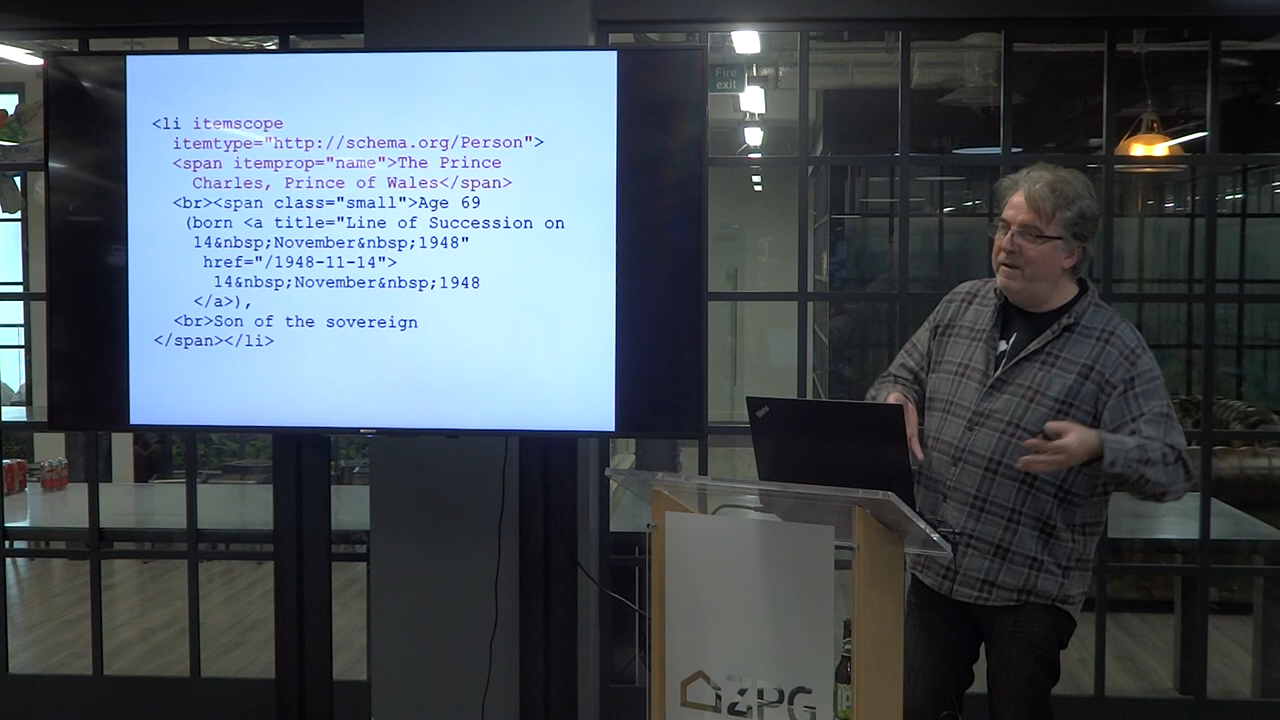 <li itemscope
itemtype="http://schema.org/Person">
<span itemprop="name">The Prince
Charles, Prince of Wales</span>
<br><span class="small">Age 69
(born <a title="Line of Succession on
14&nbsp;November&nbsp;1948"
href="/1948-11-14">
14&nbsp;November&nbsp;1948
</a>),
<br>Son of the sovereign
</span></li>
Fire
exit
ZPG